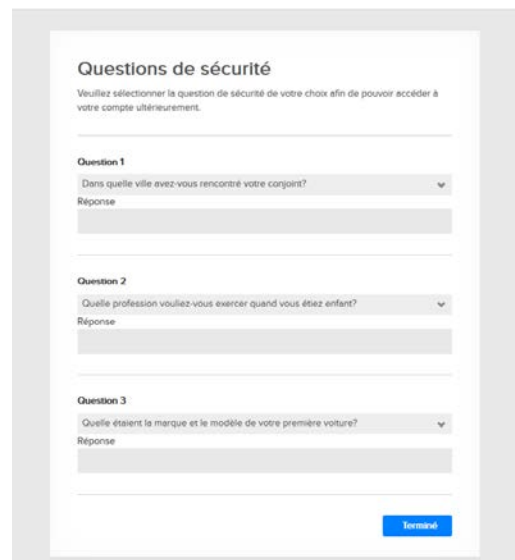 Questions de sécurité
Veuillez sélectionner la question de sécurité de votre choix afin de pouvoir accéder à
votre compte ultérieurement.
Question 1
Dans quelle ville avez-vous rencontré votre conjoint?
Réponse
Question 2
Quelle profession vouliez-vous exercer quand vous étiez enfant?
Réponse
Question 3
Quelle étaient la marque et le modèle de votre première voiture?
Réponse
Terminé